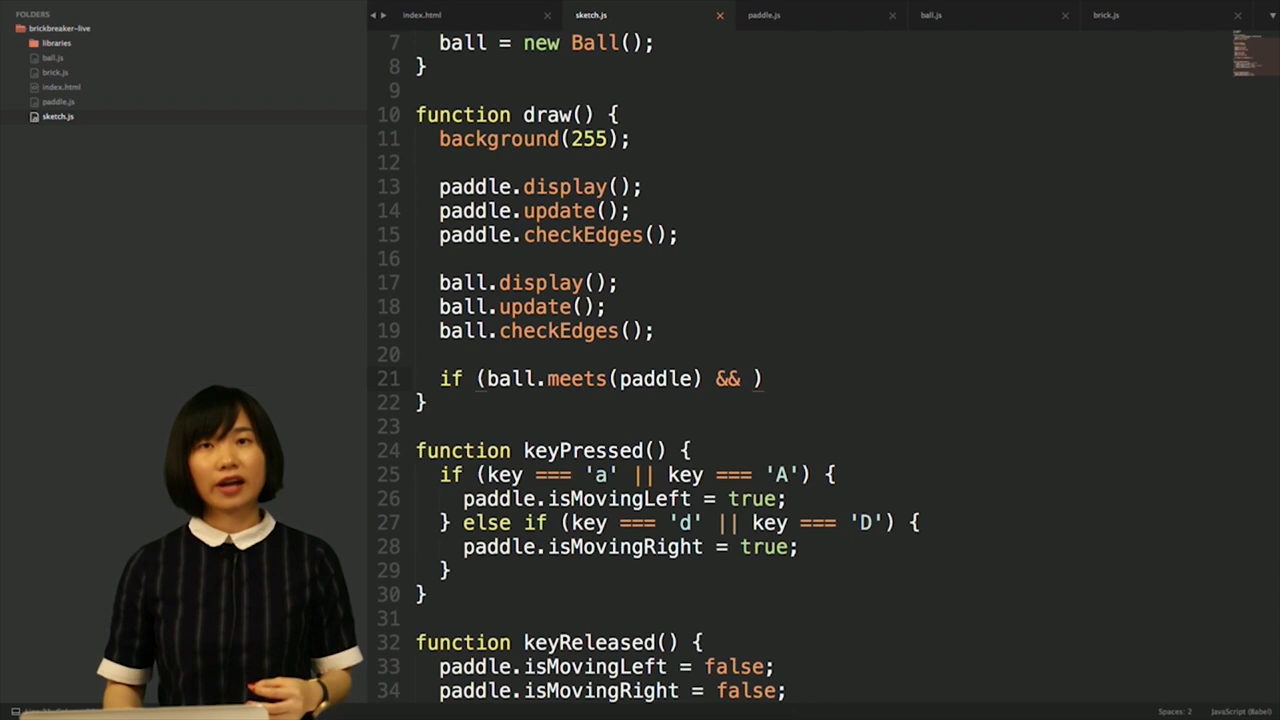 FOLDERS
brickbreaker-live
libraries
ball.js
brick.js
index.html
paddle.js
sketch.js
index.html
sketch.js
paddle.js
ball.js
brick.js
7 ball = new Ball();
8 }
9
10 function draw() {
11 background(255);
12
13 paddle.display();
14 paddle.update();
15 paddle.checkEdges();
16
17 ball.display();
18 ball.update();
19 ball.checkEdges();
20
21 if (ball.meets(paddle) && )
22 }
23
24 function keyPressed() {
25 if (key === 'a' || key === 'A') {
26 paddle.isMovingLeft = true;
27 } else if (key === 'd' || key === 'D') {
28 paddle.isMovingRight = true;
29 }
30 }
31
32 function keyReleased() {
33 paddle.isMovingLeft = false;
34 paddle.isMovingRight = false;
Spaces: 2
JavaScript (Babel)